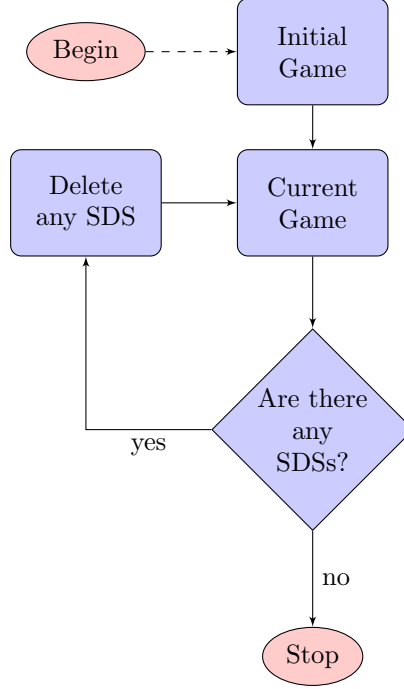 Begin
Initial
Game
Delete
any SDS
Current
Game
Are there
any
SDSs?
yes
no
Stop